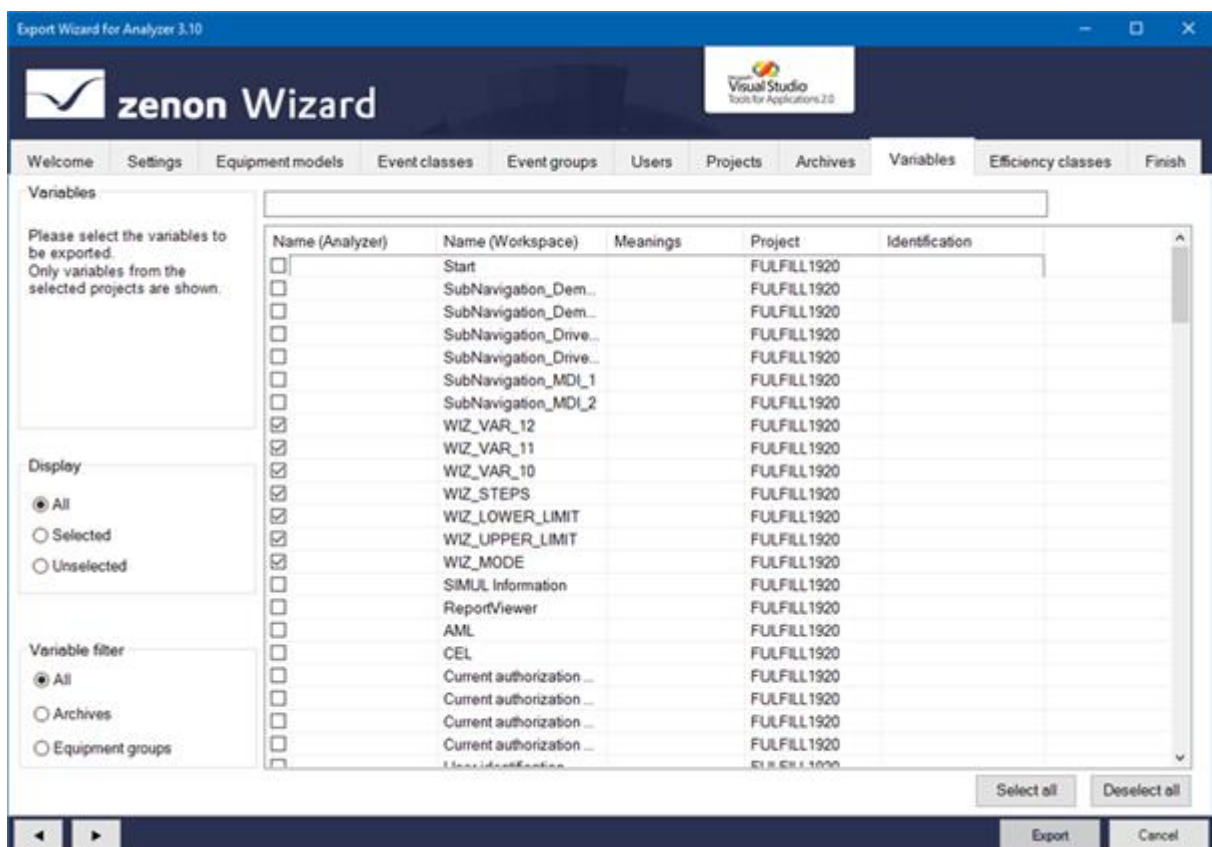 Export Wizard for Analyzer 3.10
zenon Wizard
Microsoft
Visual Studio
Tools for Applications 2.0
Welcome Settings Equipment models Event classes Event groups Users Projects Archives Variables Efficiency classes Finish
Variables
Please select the variables to
be exported.
Only variables from the
selected projects are shown.
Display
All
Selected
Unselected
Variable filter
All
Archives
Equipment groups
Name (Analyzer) Name (Workspace) Meanings Project Identification
Start FULFILL1920
SubNavigation_Dem... FULFILL1920
SubNavigation_Dem... FULFILL1920
SubNavigation_Drive... FULFILL1920
SubNavigation_Drive... FULFILL1920
SubNavigation_MDI_1 FULFILL1920
SubNavigation_MDI_2 FULFILL1920
WIZ_VAR_12 FULFILL1920
WIZ_VAR_11 FULFILL1920
WIZ_VAR_10 FULFILL1920
WIZ_STEPS FULFILL1920
WIZ_LOWER_LIMIT FULFILL1920
WIZ_UPPER_LIMIT FULFILL1920
WIZ_MODE FULFILL1920
SIMUL Information FULFILL1920
ReportViewer FULFILL1920
AML FULFILL1920
CEL FULFILL1920
Current authorization ... FULFILL1920
Current authorization ... FULFILL1920
Current authorization ... FULFILL1920
Current authorization ... FULFILL1920
User identification FULFILL1920
Select all Deselect all
Export Cancel